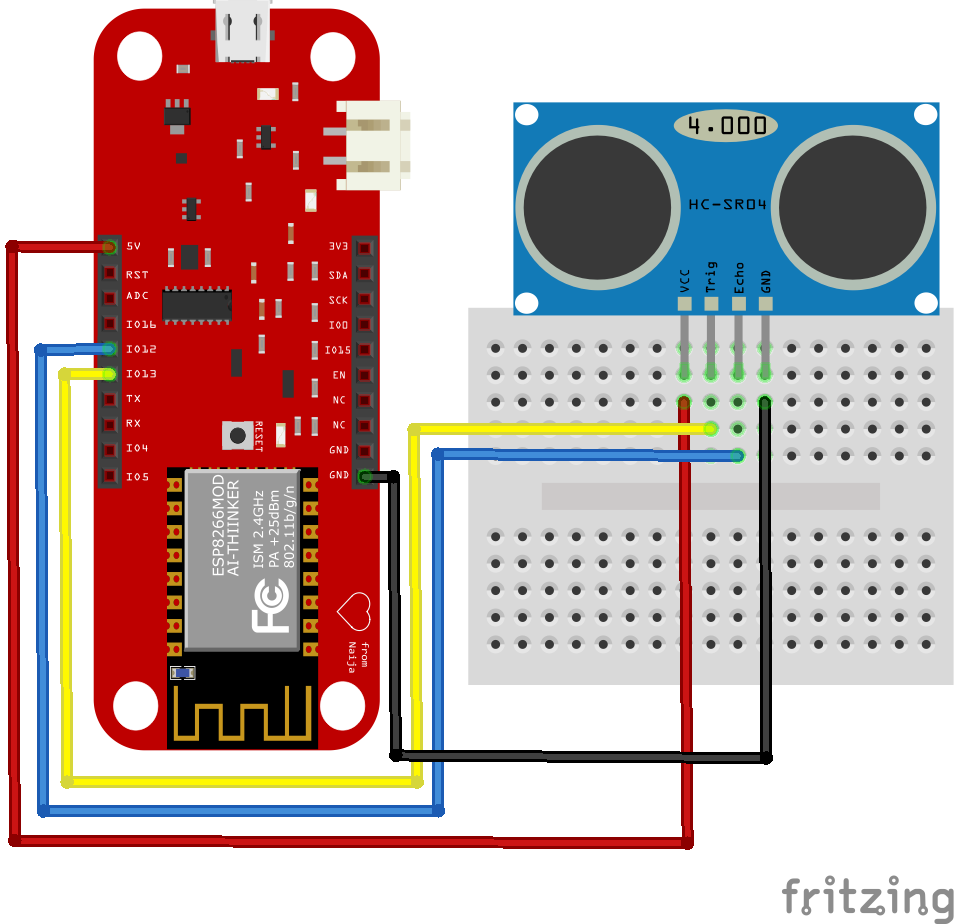 5V
RST
ADC
IO16
IO12
IO13
TX
RX
IO4
IO5
3V3
SDA
SCK
IO0
IO15
EN
NC
NC
GND
GND
RESET
ESP8266MOD
AI-THIINKER
ISM 2.4GHz
PA +25dBm
802.11b/g/n
FC
from
Naija
4.000
HC-SR04
VCC
Trig
Echo
GND
fritzing